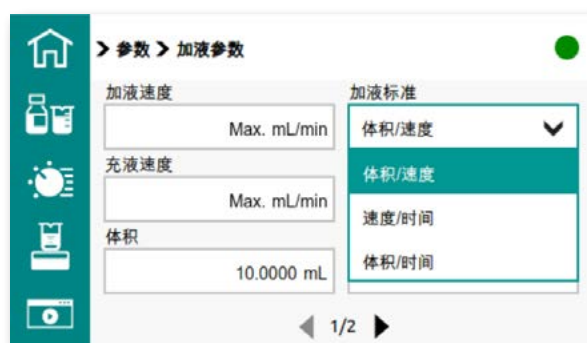 参数 加液参数
加液速度
Max. mL/min
充液速度
Max. mL/min
体积
10.0000 mL
加液标准
体积/速度
体积/速度
速度/时间
体积/时间
1/2